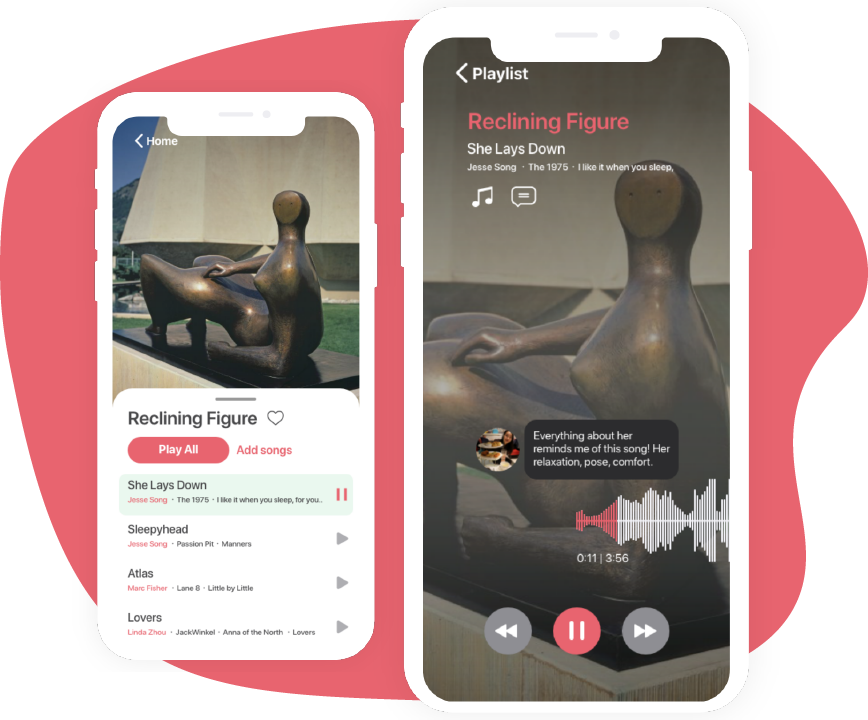 Home
Reclining Figure
Play All
Add songs
She Lays Down
Jesse Song · The 1975 · I like it when you sleep, for you..
Sleepyhead
Jesse Song · Passion Pit · Manners
Atlas
Marc Fisher · Lane 8 · Little by Little
Lovers
Linda Zhou · JackWinkel · Anna of the North · Lovers
Playlist
Reclining Figure
She Lays Down
Jesse Song · The 1975 · I like it when you sleep,
Everything about her
reminds me of this song! Her
relaxation, pose, comfort.
0:11 | 3:56